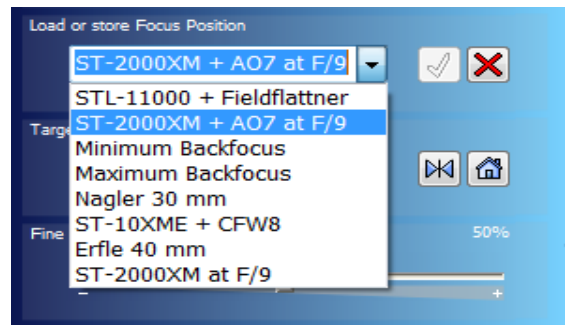 Load or store Focus Position
ST-2000XM + AO7 at F/9
STL-11000 + Fieldflattner
Targe
ST-2000XM + AO7 at F/9
Minimum Backfocus
Maximum Backfocus
Nagler 30 mm
ST-10XME + CFW8
Fine
50%
Erfle 40 mm
ST-2000XM at F/9
- +